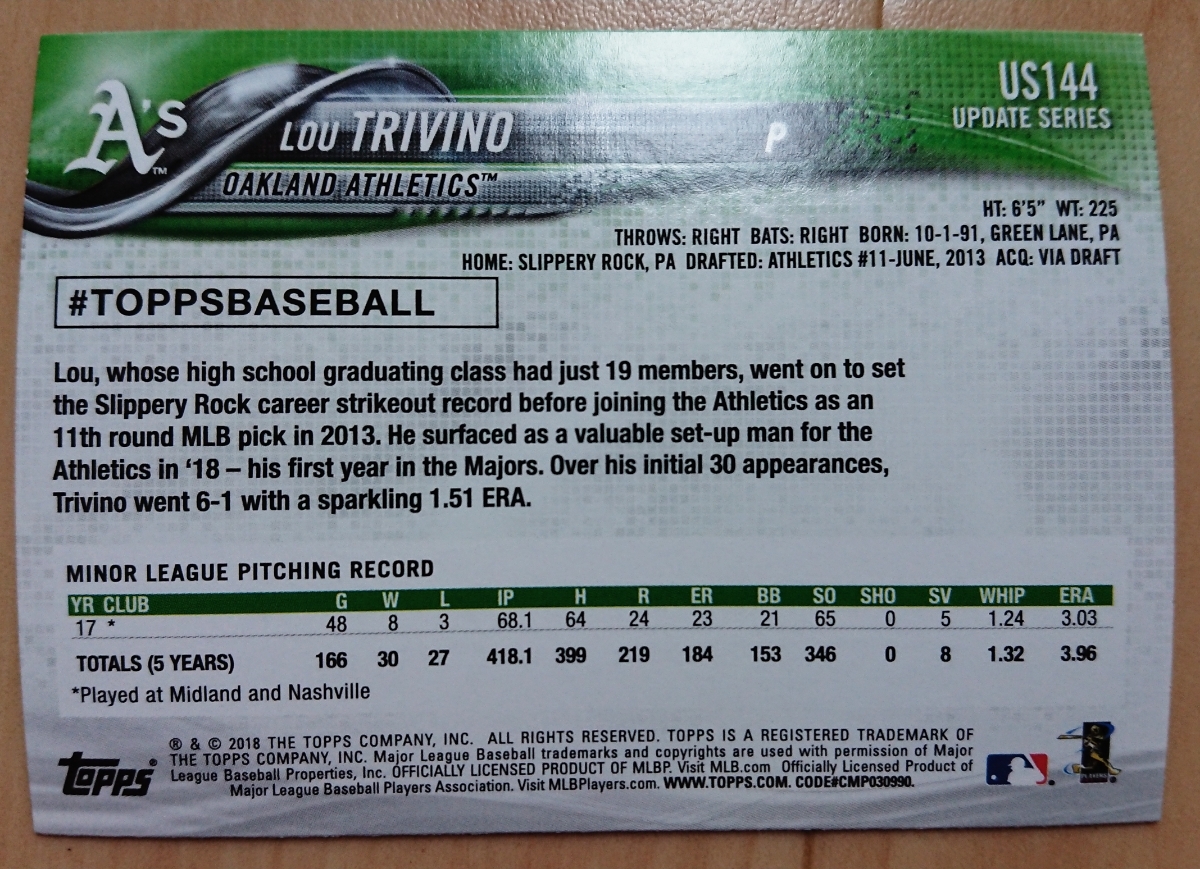 A's™
LOU TRIVINO P
OAKLAND ATHLETICS™
US144
UPDATE SERIES
HT: 6'5" WT: 225
THROWS: RIGHT BATS: RIGHT BORN: 10-1-91, GREEN LANE, PA
HOME: SLIPPERY ROCK, PA DRAFTED: ATHLETICS #11-JUNE, 2013 ACQ: VIA DRAFT
#TOPPSBASEBALL
Lou, whose high school graduating class had just 19 members, went on to set
the Slippery Rock career strikeout record before joining the Athletics as an
11th round MLB pick in 2013. He surfaced as a valuable set-up man for the
Athletics in ‘18 – his first year in the Majors. Over his initial 30 appearances,
Trivino went 6-1 with a sparkling 1.51 ERA.
MINOR LEAGUE PITCHING RECORD
YR CLUB G W L IP H R ER BB SO SHO SV WHIP ERA
17 * 48 8 3 68.1 64 24 23 21 65 0 5 1.24 3.03
TOTALS (5 YEARS) 166 30 27 418.1 399 219 184 153 346 0 8 1.32 3.96
*Played at Midland and Nashville
topps®
® & © 2018 THE TOPPS COMPANY, INC. ALL RIGHTS RESERVED. TOPPS IS A REGISTERED TRADEMARK OF
THE TOPPS COMPANY, INC. Major League Baseball trademarks and copyrights are used with permission of Major
League Baseball Properties, Inc. OFFICIALLY LICENSED PRODUCT OF MLBP. Visit MLB.com Officially Licensed Product of
Major League Baseball Players Association. Visit MLBPlayers.com. WWW.TOPPS.COM. CODE#CMP030990.
PLAYERS